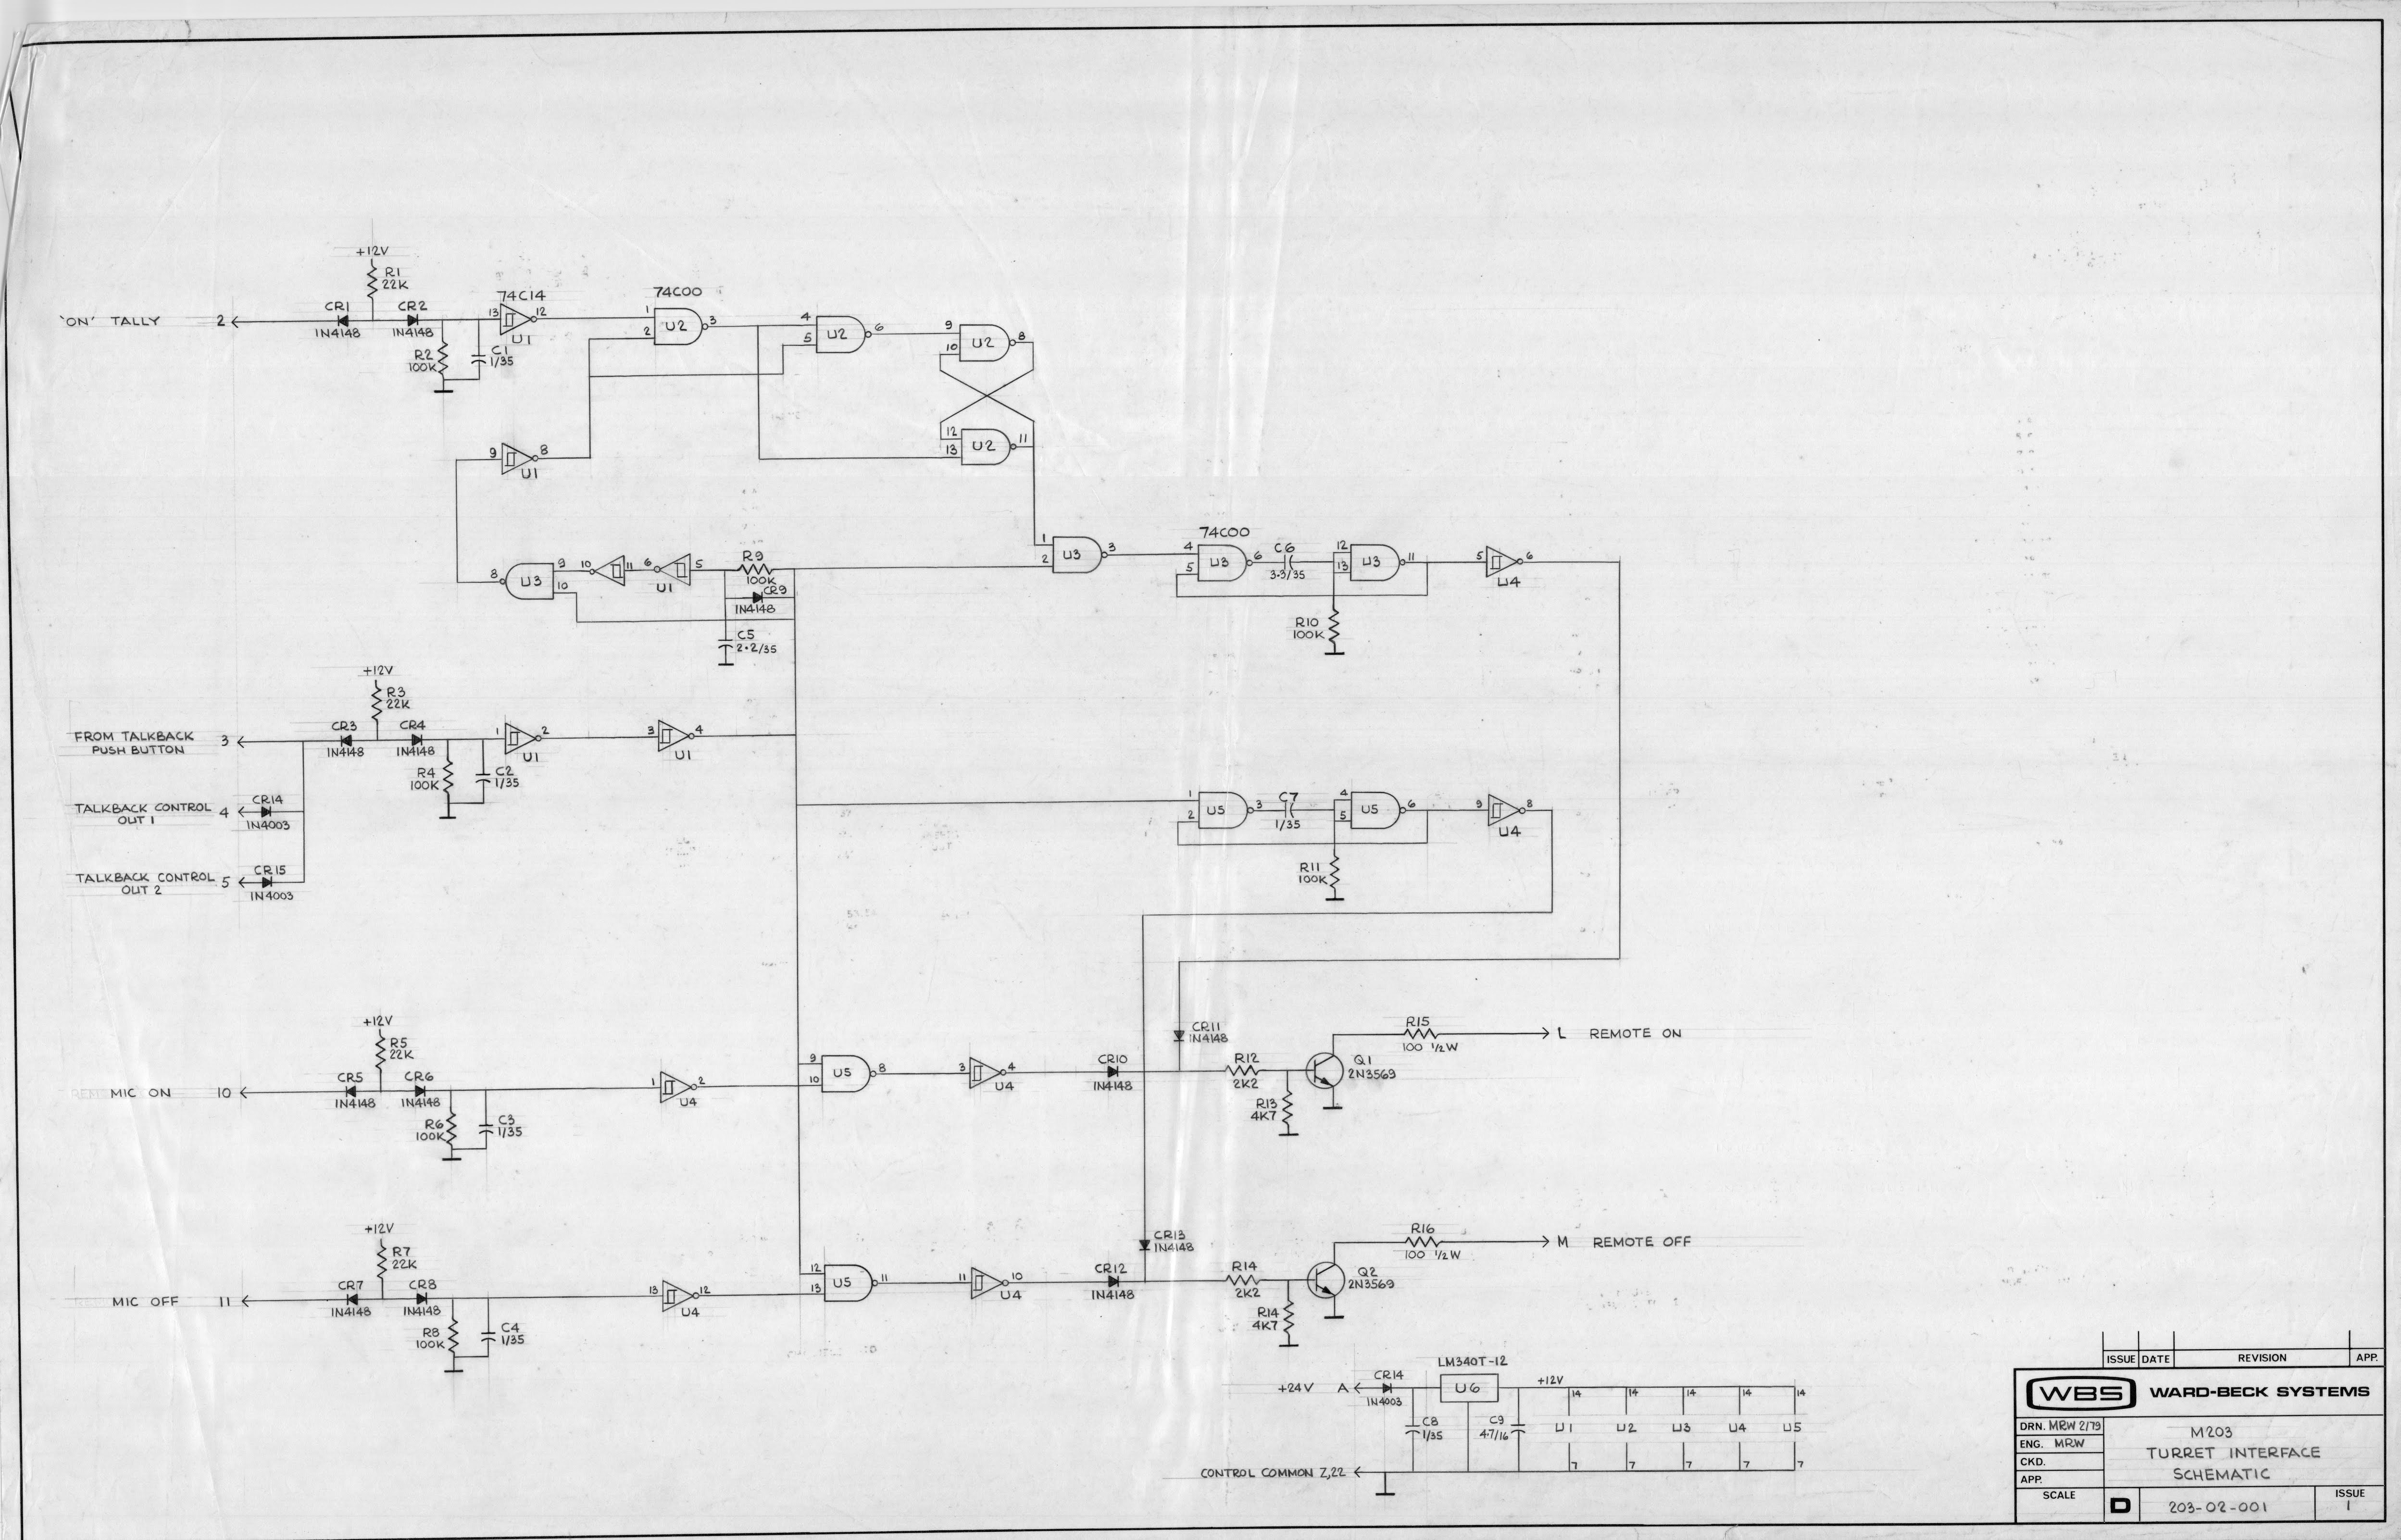 +12V
R1
22K
'ON' TALLY 2
CR1
1N4148
CR2
1N4148
R2
100K
C1
1/35
74C14
13 12
U1
74C00
1
2
U2
3
4
5
U2
6
9
10
U2
8
12
13
U2
11
9 8
U1
8
U3
9
10
10 11
6 5
U1
R9
100K
CR9
1N4148
C5
2.2/35
1
2
U3
3
74C00
4
5
U3
6
C6
3.3/35
12
13
U3
11
R10
100K
5 6
U4
+12V
R3
22K
FROM TALKBACK
PUSH BUTTON
3
CR3
1N4148
CR4
1N4148
R4
100K
C2
1/35
1 2
U1
3 4
U1
TALKBACK CONTROL
OUT 1
4
CR14
1N4003
TALKBACK CONTROL
OUT 2
5
CR15
1N4003
1
2
U5
3
C7
1/35
4
5
U5
6
R11
100K
9 8
U4
+12V
R5
22K
MIC ON 10
CR5
1N4148
CR6
1N4148
R6
100K
C3
1/35
1 2
U4
9
10
U5
8
3 4
U4
CR10
1N4148
CR11
1N4148
R12
2K2
R13
4K7
Q1
2N3569
R15
100 1/2W
L REMOTE ON
+12V
R7
22K
MIC OFF 11
CR7
1N4148
CR8
1N4148
R8
100K
C4
1/35
13 12
U4
12
13
U5
11
11 10
U4
CR12
1N4148
CR13
1N4148
R14
2K2
R14
4K7
Q2
2N3569
R16
100 1/2W
M REMOTE OFF
+24V A
CR14
1N4003
LM340T-12
U6
+12V
C8
1/35
C9
4.7/16
14 14 14 14 14
U1 U2 U3 U4 U5
7 7 7 7 7
CONTROL COMMON Z,22
ISSUE DATE REVISION APP.
WBS WARD-BECK SYSTEMS
DRN. MRW 2/79
ENG. MRW
CKD.
APP.
SCALE
M203
TURRET INTERFACE
SCHEMATIC
D
203-02-001
ISSUE
1